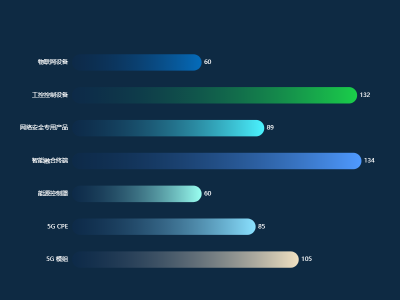 物联网设备 60
工控控制设备 132
网络安全专用产品 89
智能融合终端 134
能源控制器 60
5G CPE 85
5G 模组 105